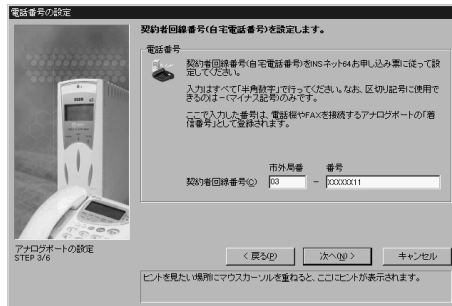 電話番号の設定
契約者回線番号(自宅電話番号)を設定します。
電話番号
契約者回線番号(自宅電話番号)をINSネット64お申し込み票に従って設
定してください。
入力はすべて「半角数字」で行ってください。なお、区切り記号に使用で
きるのは－(マイナス記号)のみです。
ここで入力した番号は、電話機やFAXを接続するアナログポートの「着
信番号」として登録されます。
市外局番 番号
契約者回線番号(C) 03 － XXXXXX11
アナログポートの設定
STEP 3/6
< 戻る(P) 次へ(N) > キャンセル
ヒントを見たい場所にマウスカーソルを重ねると、ここにヒントが表示されます。